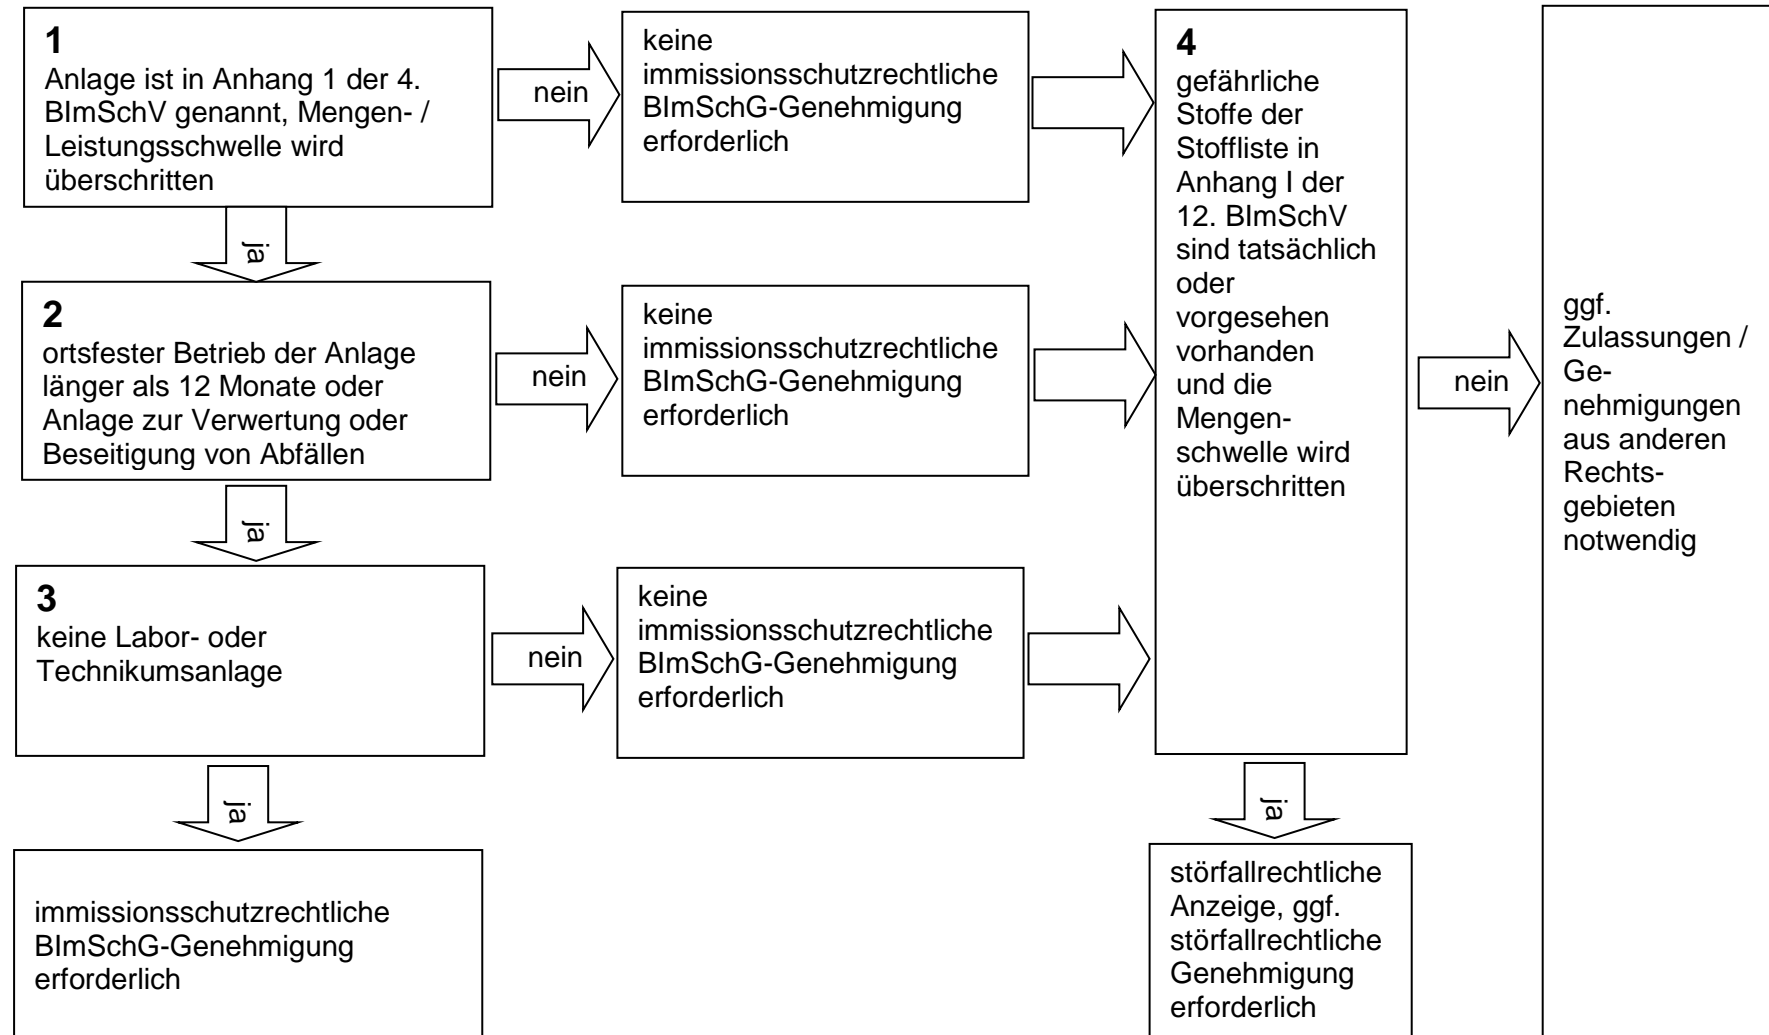 1
Anlage ist in Anhang 1 der 4.
BImSchV genannt, Mengen- /
Leistungsschwelle wird
überschritten
nein
keine
immissionsschutzrechtliche
BImSchG-Genehmigung
erforderlich
ja
2
ortsfester Betrieb der Anlage
länger als 12 Monate oder
Anlage zur Verwertung oder
Beseitigung von Abfällen
nein
keine
immissionsschutzrechtliche
BImSchG-Genehmigung
erforderlich
ja
3
keine Labor- oder
Technikumsanlage
nein
keine
immissionsschutzrechtliche
BImSchG-Genehmigung
erforderlich
ja
immissionsschutzrechtliche
BImSchG-Genehmigung
erforderlich
4
gefährliche
Stoffe der
Stoffliste in
Anhang I der
12. BImSchV
sind tatsächlich
oder
vorgesehen
vorhanden
und die
Mengen-
schwelle wird
überschritten
ja
störfallrechtliche
Anzeige, ggf.
störfallrechtliche
Genehmigung
erforderlich
nein
ggf.
Zulassungen /
Ge-
nehmigungen
aus anderen
Rechts-
gebieten
notwendig